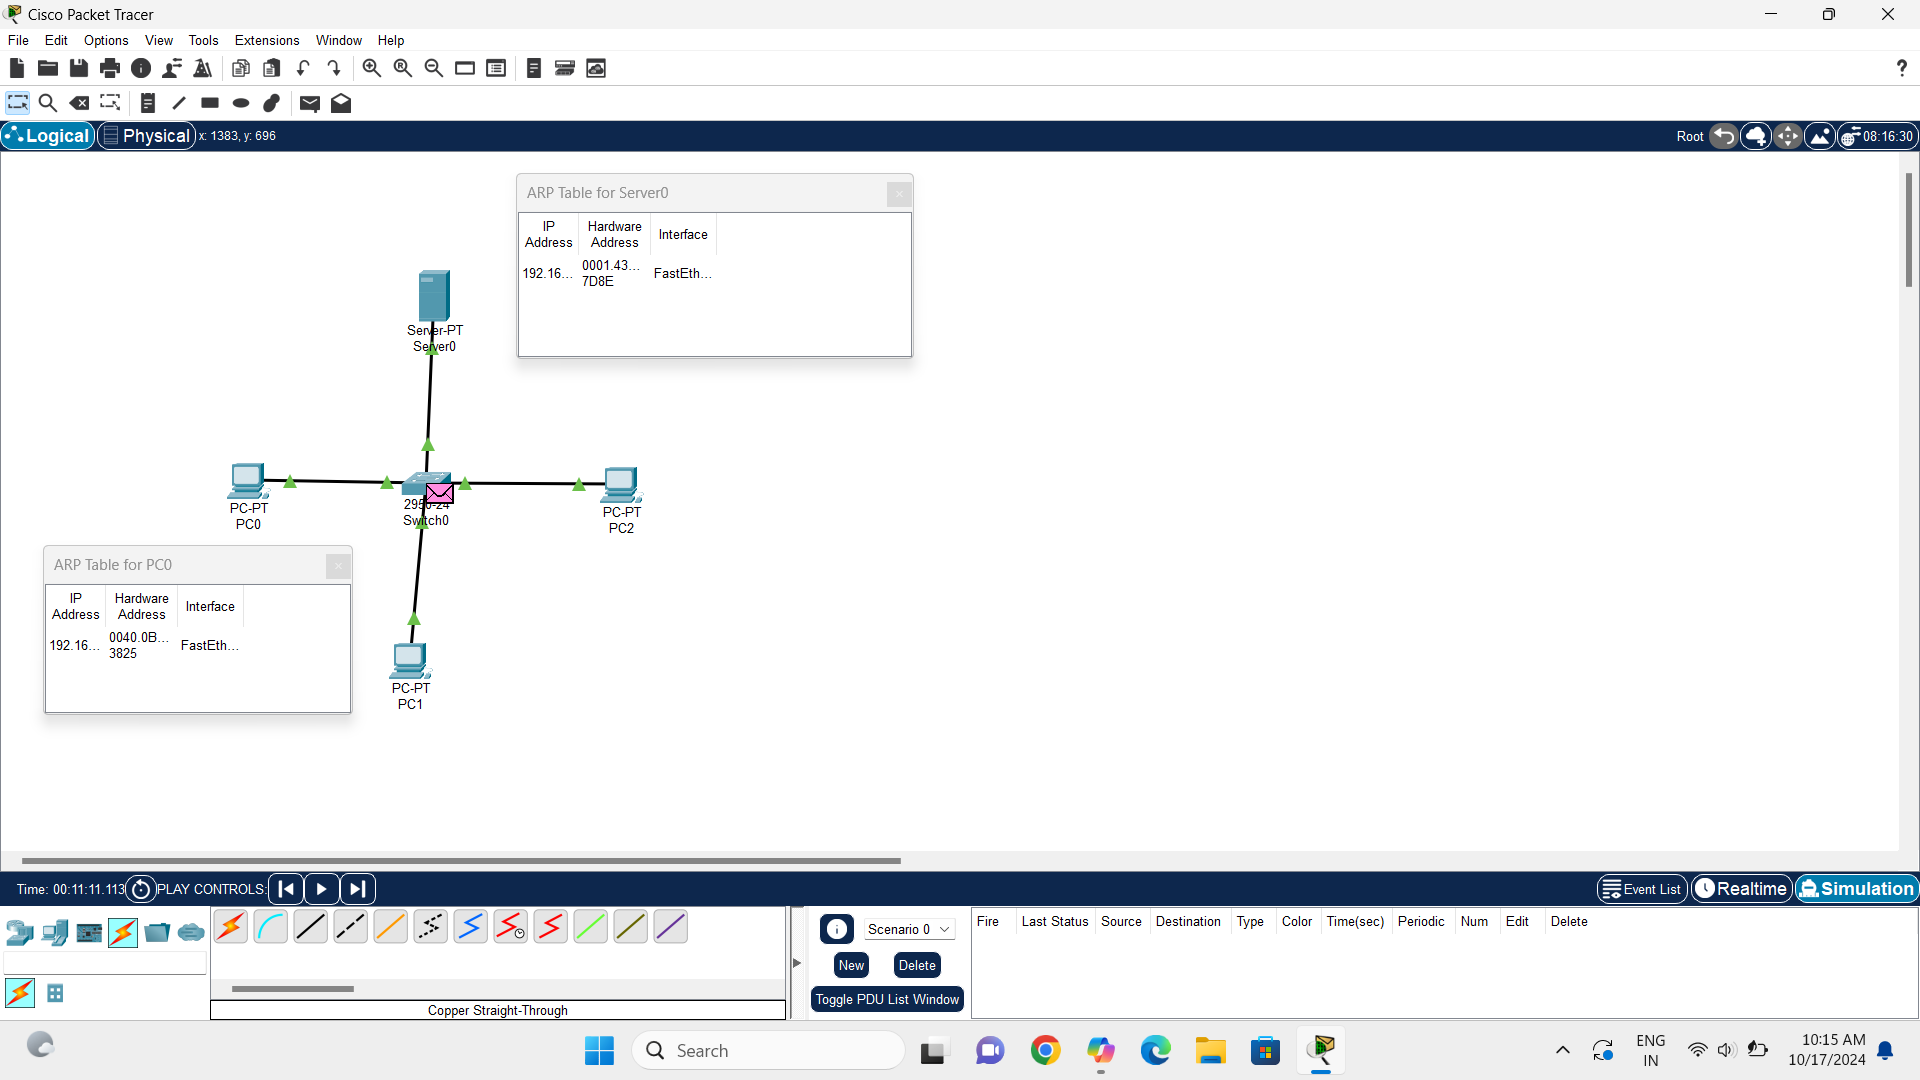 Cisco Packet Tracer
File Edit Options View Tools Extensions Window Help
?
Logical Physical x: 1383, y: 696
Root 08:16:30
ARP Table for Server0
IP Address Hardware Address Interface
192.16... 0001.43... 7D8E FastEth...
Server-PT
Server0
PC-PT
PC0
2950-24
Switch0
PC-PT
PC2
ARP Table for PC0
IP Address Hardware Address Interface
192.16... 0040.0B... 3825 FastEth...
PC-PT
PC1
Time: 00:11:11.113 PLAY CONTROLS:
Event List Realtime Simulation
Scenario 0
New Delete
Toggle PDU List Window
Fire Last Status Source Destination Type Color Time(sec) Periodic Num Edit Delete
Copper Straight-Through
Search
ENG
IN
10:15 AM
10/17/2024